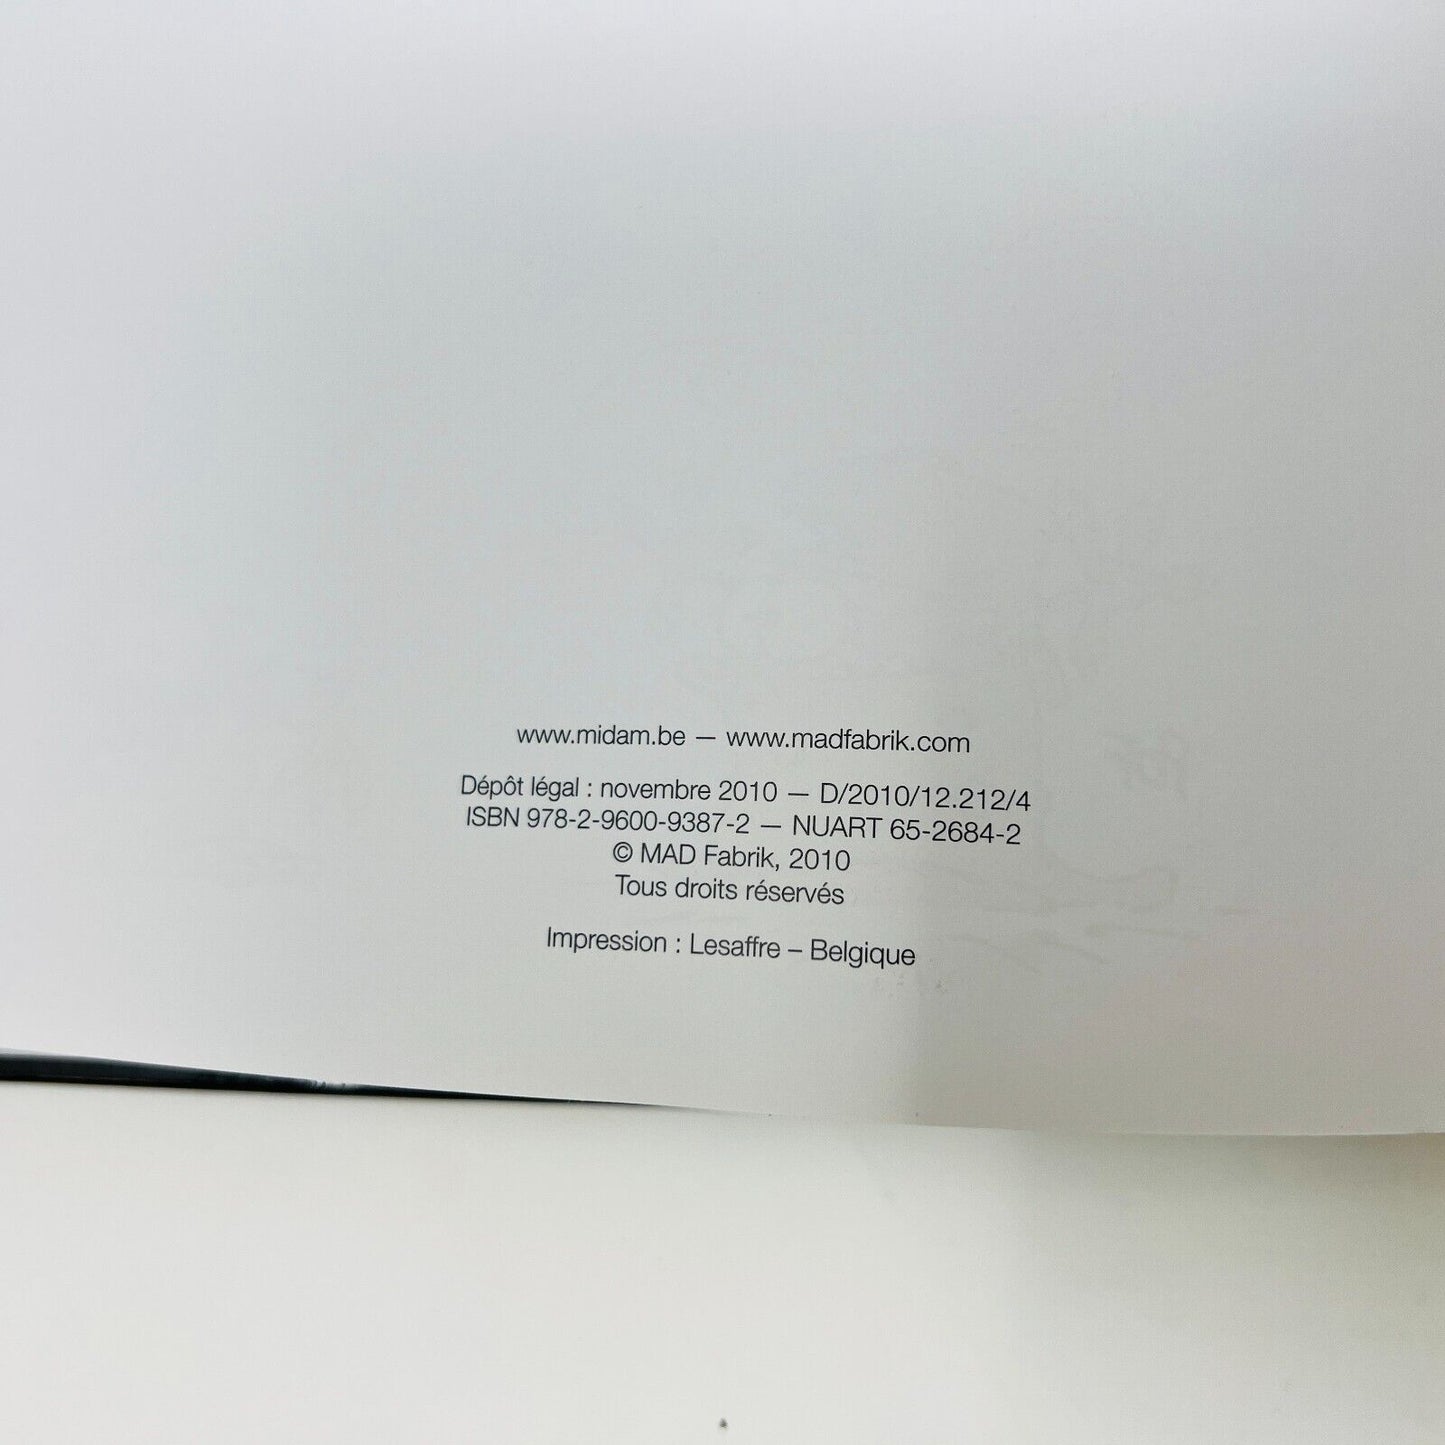 www.midam.be — www.madfabrik.com
Dépôt légal : novembre 2010 — D/2010/12.212/4
ISBN 978-2-9600-9387-2 — NUART 65-2684-2
© MAD Fabrik, 2010
Tous droits réservés
Impression : Lesaffre – Belgique